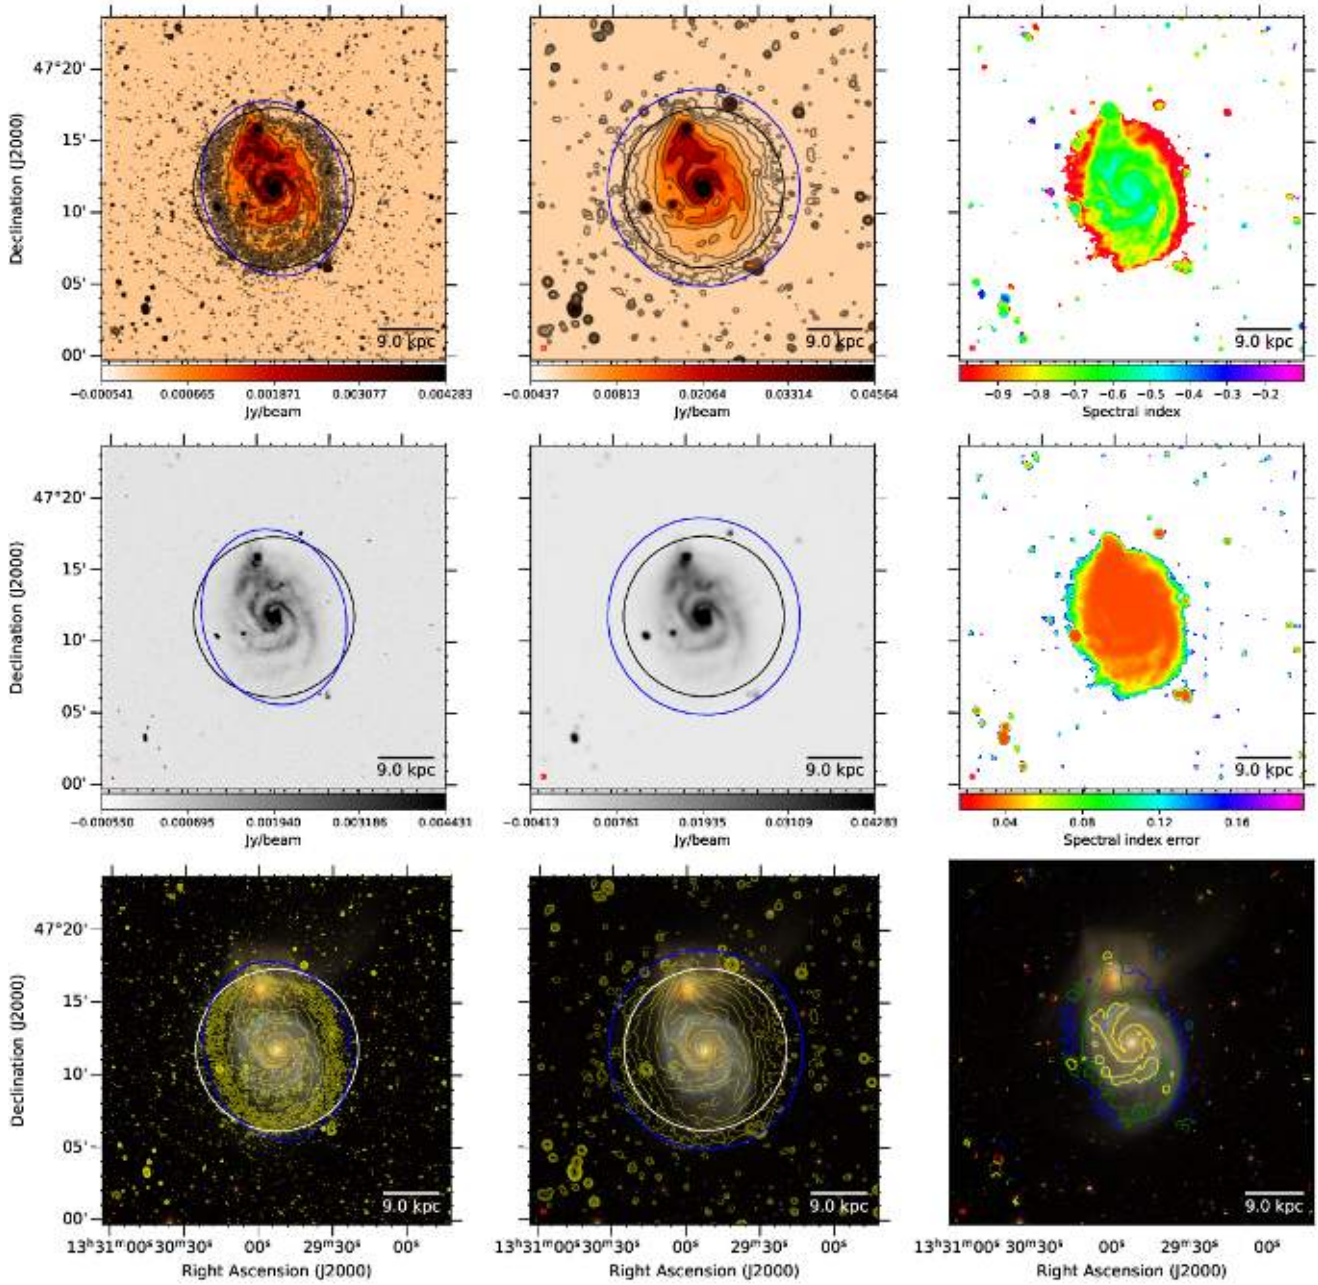 47°20'
15'
10'
05'
00'
Declination (J2000)
9.0 kpc
9.0 kpc
9.0 kpc
−0.000541 0.000665 0.001871 0.003077 0.004283
Jy/beam
−0.00437 0.00813 0.02064 0.03314 0.04564
Jy/beam
−0.9 −0.8 −0.7 −0.6 −0.5 −0.4 −0.3 −0.2
Spectral index
47°20'
15'
10'
05'
00'
Declination (J2000)
9.0 kpc
9.0 kpc
9.0 kpc
−0.000550 0.000695 0.001940 0.003186 0.004431
Jy/beam
−0.00413 0.00761 0.01935 0.03109 0.04283
Jy/beam
0.04 0.08 0.12 0.16
Spectral index error
47°20'
15'
10'
05'
00'
Declination (J2000)
9.0 kpc
9.0 kpc
9.0 kpc
13ʰ31ᵐ00ˢ30ˢ30ˢ 00ˢ 29ᵐ30ˢ 00ˢ
Right Ascension (J2000)
13ʰ31ᵐ00ˢ30ˢ30ˢ 00ˢ 29ᵐ30ˢ 00ˢ
Right Ascension (J2000)
13ʰ31ᵐ00ˢ30ˢ30ˢ 00ˢ 29ᵐ30ˢ 00ˢ
Right Ascension (J2000)